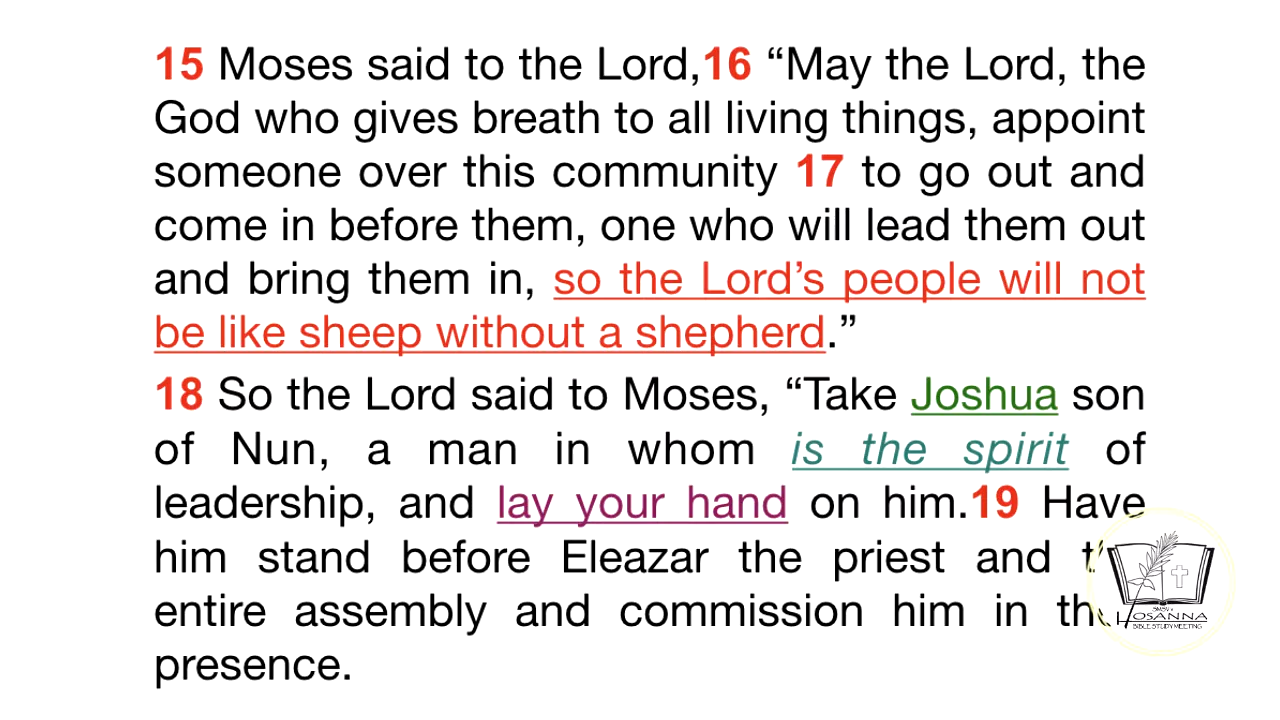 15 Moses said to the Lord,16 “May the Lord, the
God who gives breath to all living things, appoint
someone over this community 17 to go out and
come in before them, one who will lead them out
and bring them in, so the Lord’s people will not
be like sheep without a shepherd.”
18 So the Lord said to Moses, “Take Joshua son
of Nun, a man in whom is the spirit of
leadership, and lay your hand on him.19 Have
him stand before Eleazar the priest and
entire assembly and commission him in
presence.
HOSANNA
BIBLE STUDY MEETING